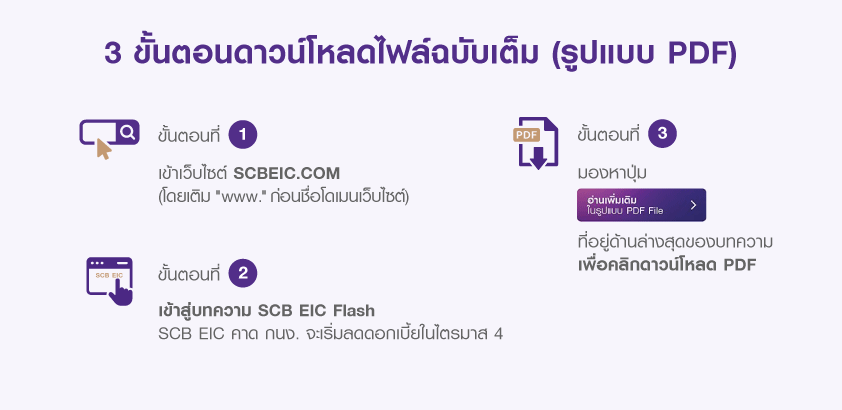 3 ขั้นตอนดาวน์โหลดไฟล์ฉบับเต็ม (รูปแบบ PDF)
ขั้นตอนที่ 1
เข้าเว็บไซต์ SCBEIC.COM
(โดยเติม "www." ก่อนชื่อโดเมนเว็บไซต์)
SCB EIC
ขั้นตอนที่ 2
เข้าสู่บทความ SCB EIC Flash
SCB EIC คาด กนง. จะเริ่มลดดอกเบี้ยในไตรมาส 4
PDF
ขั้นตอนที่ 3
มองหาปุ่ม
อ่านเพิ่มเติม
ในรูปแบบ PDF File
ที่อยู่ด้านล่างสุดของบทความ
เพื่อคลิกดาวน์โหลด PDF